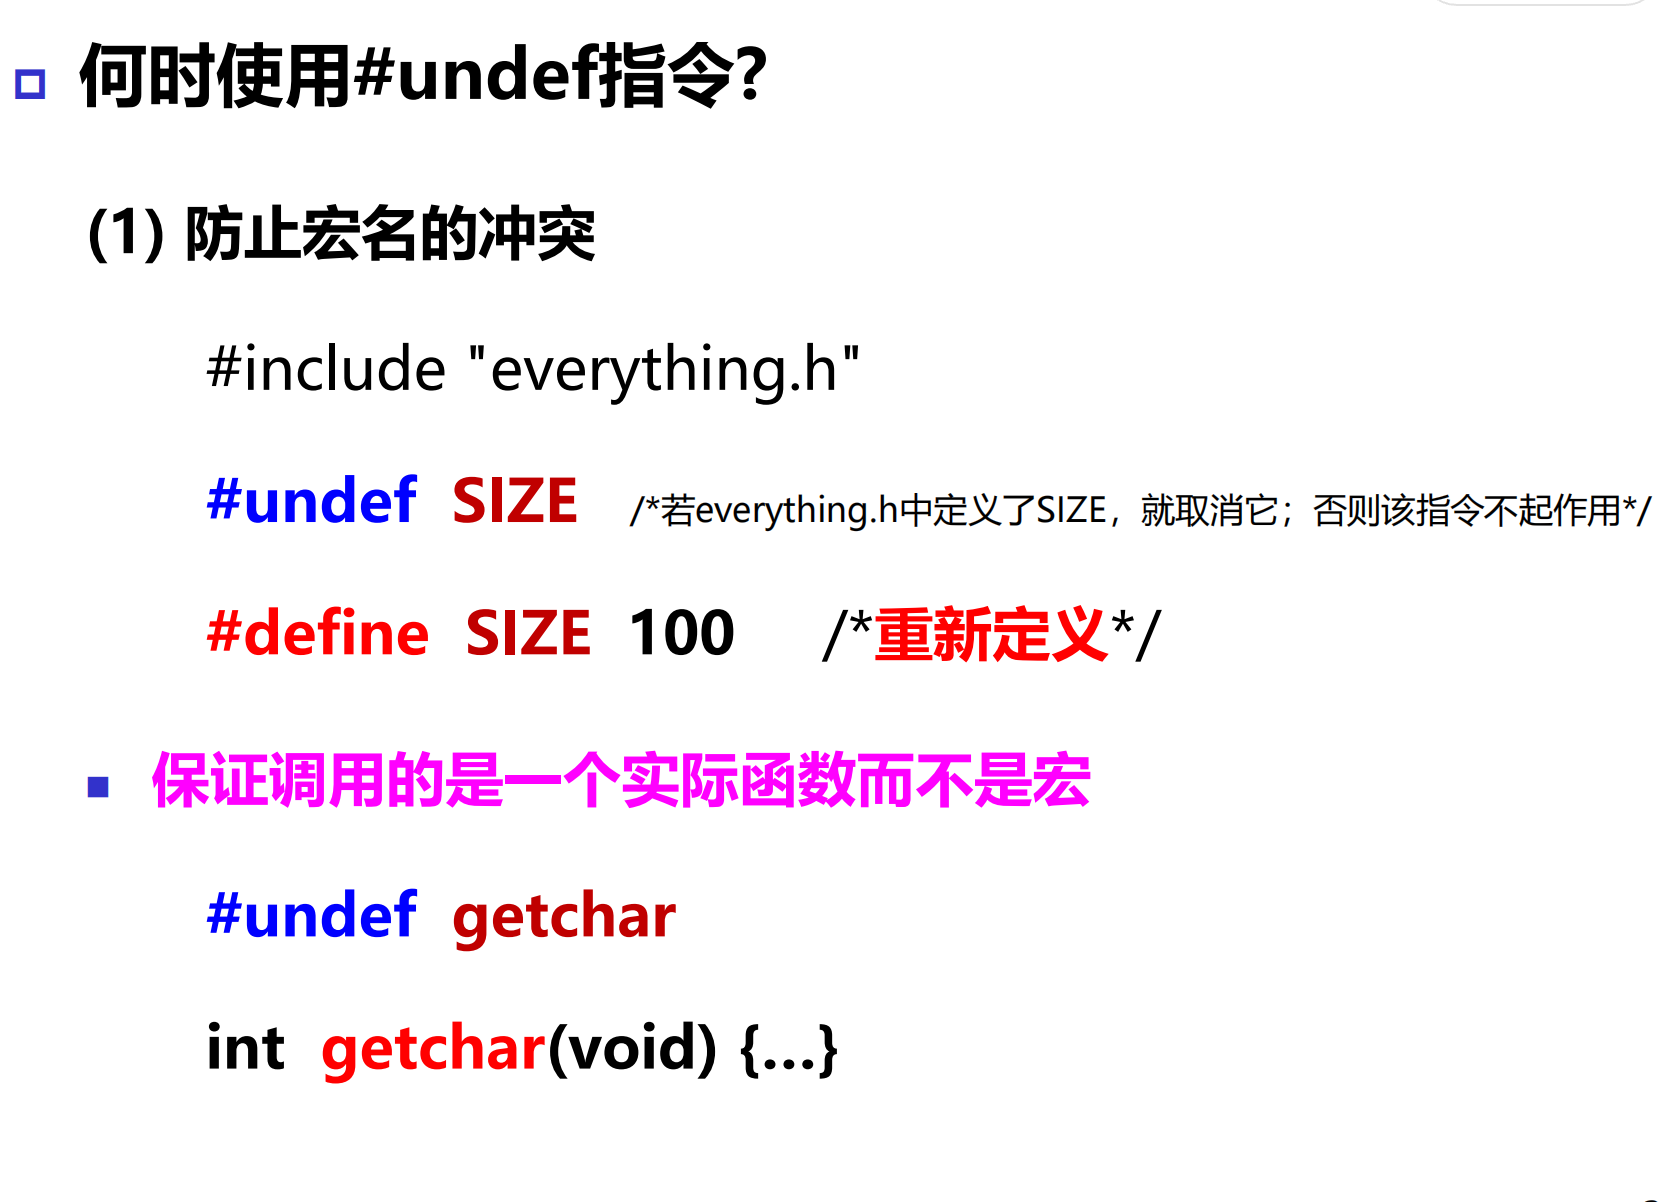 何时使用#undef指令?
(1) 防止宏名的冲突
#include "everything.h"
#undef SIZE /*若everything.h中定义了SIZE，就取消它；否则该指令不起作用*/
#define SIZE 100 /*重新定义*/
保证调用的是一个实际函数而不是宏
#undef getchar
int getchar(void) {…}